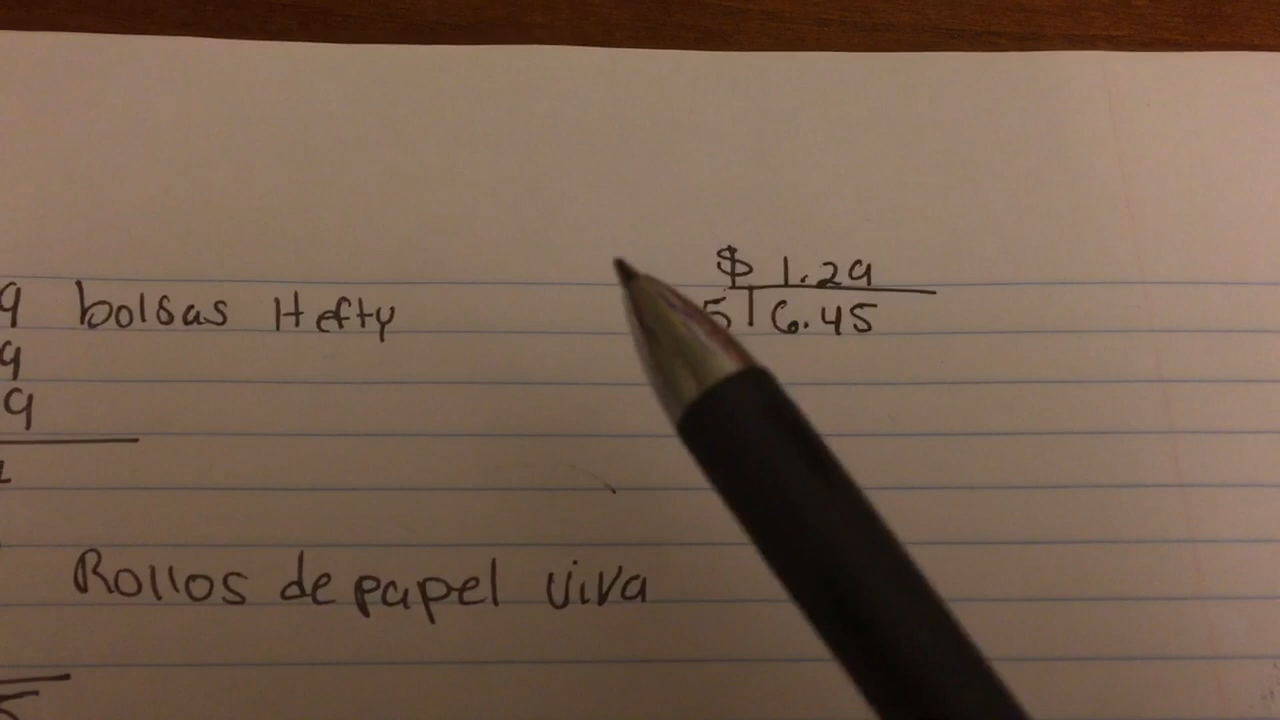 $ 1.29
9 bolsas Hefty
5 6.45
9
9
Rollos de papel viva